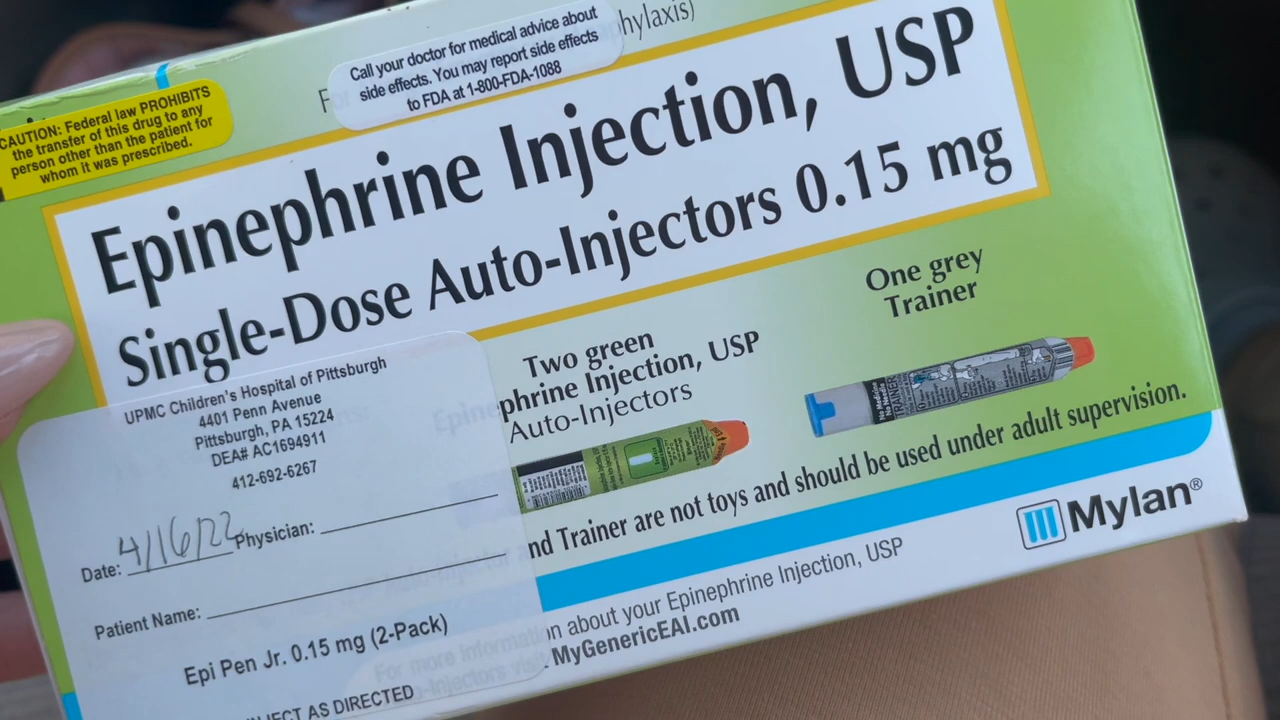 CAUTION: Federal law PROHIBITS
the transfer of this drug to any
person other than the patient for
whom it was prescribed.
Call your doctor for medical advice about
side effects. You may report side effects
to FDA at 1-800-FDA-1088
hylaxis)
Epinephrine Injection, USP
Single-Dose Auto-Injectors 0.15 mg
Two green
phrine Injection, USP
Auto-Injectors
One grey
Trainer
No Medicine
No Needle
TRAINER
nd Trainer are not toys and should be used under adult supervision.
Mylan®
n about your Epinephrine Injection, USP
MyGenericEAI.com
UPMC Children's Hospital of Pittsburgh
4401 Penn Avenue
Pittsburgh, PA 15224
DEA# AC1694911
412-692-6267
Date: 4/16/22 Physician:
Patient Name:
Epi Pen Jr. 0.15 mg (2-Pack)
NJECT AS DIRECTED